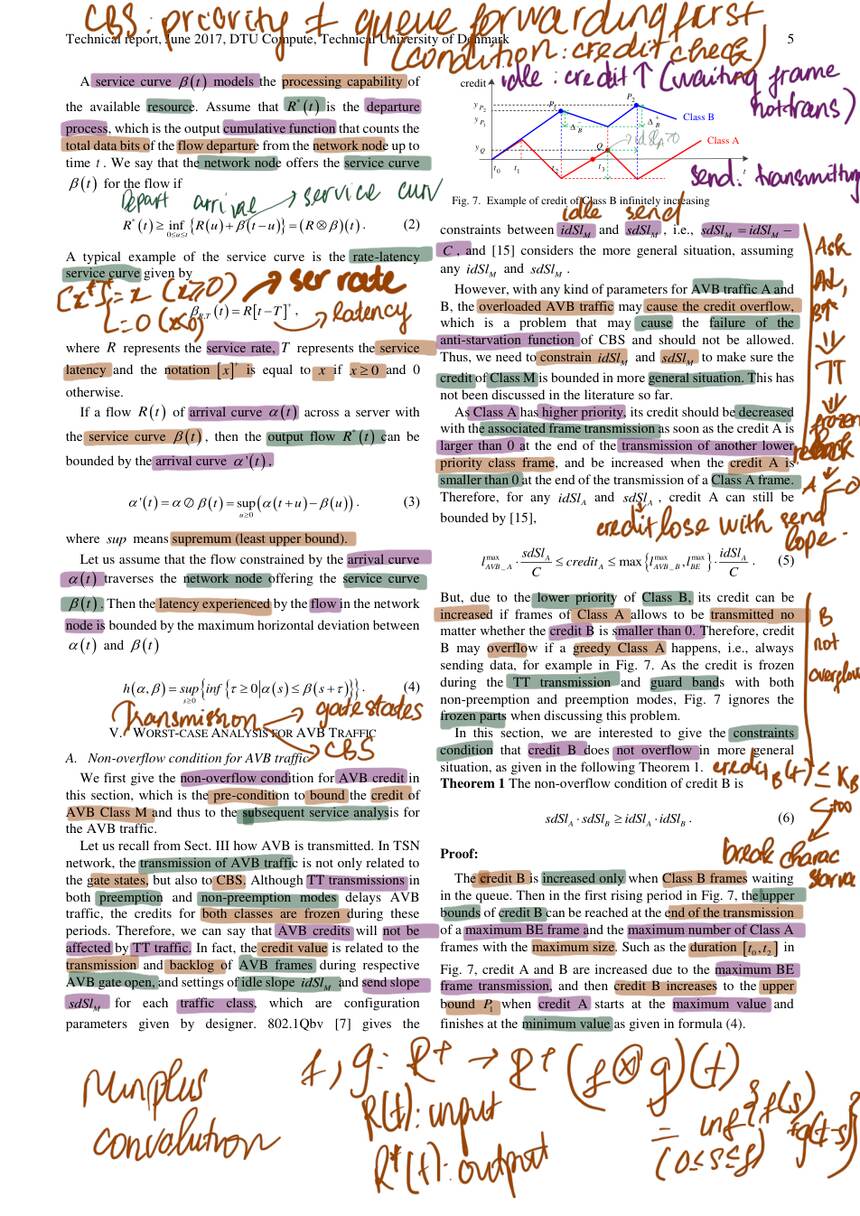 CBS: priority ≠ queue forwarding first
(condition: credit check)
Technical report, June 2017, DTU Compute, Technical University of Denmark 5
A service curve β(t) models the processing capability of
the available resource. Assume that R*(t) is the departure
process, which is the output cumulative function that counts the
total data bits of the flow departure from the network node up to
time t. We say that the network node offers the service curve
β(t) for the flow if
Depart arrival → service curv
R*(t) ≥ inf 0≤u≤t {R(u)+β(t−u)} = (R⊗β)(t). (2)
A typical example of the service curve is the rate-latency
service curve given by
[x⁺]= x (x≥0) → ser rate
= 0 (x<0)
β R,T (t) = R[t−T]⁺, → latency
where R represents the service rate, T represents the service
latency and the notation [x]⁺ is equal to x if x ≥ 0 and 0
otherwise.
If a flow R(t) of arrival curve α(t) across a server with
the service curve β(t), then the output flow R*(t) can be
bounded by the arrival curve α'(t),
α'(t) = α ⊘ β(t) = sup u≥0 {α(t+u)−β(u)}. (3)
where sup means supremum (least upper bound).
Let us assume that the flow constrained by the arrival curve
α(t) traverses the network node offering the service curve
β(t). Then the latency experienced by the flow in the network
node is bounded by the maximum horizontal deviation between
α(t) and β(t)
h(α,β) = sup s≥0 {inf {τ ≥ 0|α(s) ≤ β(s+τ)}}. (4)
Transmission → gate states
→ CBS
V. WORST-CASE ANALYSIS FOR AVB TRAFFIC
A. Non-overflow condition for AVB traffic
We first give the non-overflow condition for AVB credit in
this section, which is the pre-condition to bound the credit of
AVB Class M and thus to the subsequent service analysis for
the AVB traffic.
Let us recall from Sect. III how AVB is transmitted. In TSN
network, the transmission of AVB traffic is not only related to
the gate states, but also to CBS. Although TT transmissions in
both preemption and non-preemption modes delays AVB
traffic, the credits for both classes are frozen during these
periods. Therefore, we can say that AVB credits will not be
affected by TT traffic. In fact, the credit value is related to the
transmission and backlog of AVB frames during respective
AVB gate open, and settings of idle slope idSl_M and send slope
sdSl_M for each traffic class, which are configuration
parameters given by designer. 802.1Qbv [7] gives the
idle: credit ↑ (waiting frame
not trans)
send: transmitting
credit
y_P2
y_P1
y_Q
P1
P2
Q
Δ_B
Δ_B
idSl_A>0
Class B
Class A
t0 t1 t2 t3 t
Fig. 7. Example of credit of Class B infinitely increasing
idle send
constraints between idSl_M and sdSl_M, i.e., sdSl_M = idSl_M −
C, and [15] considers the more general situation, assuming
any idSl_M and sdSl_M.
However, with any kind of parameters for AVB traffic A and
B, the overloaded AVB traffic may cause the credit overflow,
which is a problem that may cause the failure of the
anti-starvation function of CBS and should not be allowed.
Thus, we need to constrain idSl_M and sdSl_M to make sure the
credit of Class M is bounded in more general situation. This has
not been discussed in the literature so far.
As Class A has higher priority, its credit should be decreased
with the associated frame transmission as soon as the credit A is
larger than 0 at the end of the transmission of another lower
priority class frame, and be increased when the credit A is
smaller than 0 at the end of the transmission of a Class A frame.
Therefore, for any idSl_A and sdSl_A, credit A can still be
bounded by [15],
credit lose with send
lope.
l^max_AVB_A · sdSl_A / C ≤ credit_A ≤ max{l^max_AVB_B, l^max_BE} · idSl_A / C. (5)
But, due to the lower priority of Class B, its credit can be
increased if frames of Class A allows to be transmitted no
matter whether the credit B is smaller than 0. Therefore, credit
B may overflow if a greedy Class A happens, i.e., always
sending data, for example in Fig. 7. As the credit is frozen
during the TT transmission and guard bands with both
non-preemption and preemption modes, Fig. 7 ignores the
frozen parts when discussing this problem.
In this section, we are interested to give the constraints
condition that credit B does not overflow in more general
situation, as given in the following Theorem 1.
credit_B(t) ≤ K_B
<+∞
Theorem 1 The non-overflow condition of credit B is
sdSl_A · sdSl_B ≥ idSl_A · idSl_B. (6)
break charac
starva
Proof:
The credit B is increased only when Class B frames waiting
in the queue. Then in the first rising period in Fig. 7, the upper
bounds of credit B can be reached at the end of the transmission
of a maximum BE frame and the maximum number of Class A
frames with the maximum size. Such as the duration [t0,t2] in
Fig. 7, credit A and B are increased due to the maximum BE
frame transmission, and then credit B increases to the upper
bound P1 when credit A starts at the maximum value and
finishes at the minimum value as given in formula (4).
Ask
B↑
⇓
TT
⇓
frozen
A<0
B
not
overflow
Minplus
convolution
f, g: R⁺ → R⁺ (f⊗g)(t)
R(t): input = inf {f(s)
+g(t-s)}
R*(t): output (0≤s≤t)